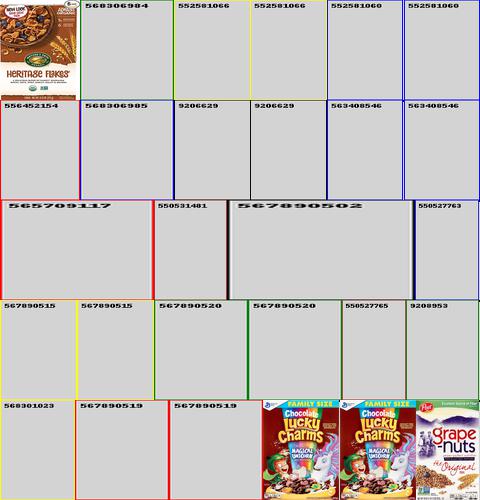 NEW LOOK
HERITAGE FLAKES
568306984
552581066
552581066
552581060
552581060
556452154
568306985
9206629
9206629
563408546
563408546
565709117
550531481
567890502
550527763
567890515
567890515
567890520
567890520
550527765
9208953
568301023
567890519
567890519
FAMILY SIZE
Chocolate
LUCKY
CHARMS
MAGICAL
UNICORN
FAMILY SIZE
Chocolate
LUCKY
CHARMS
MAGICAL
UNICORN
Post
grape
nuts
the Original